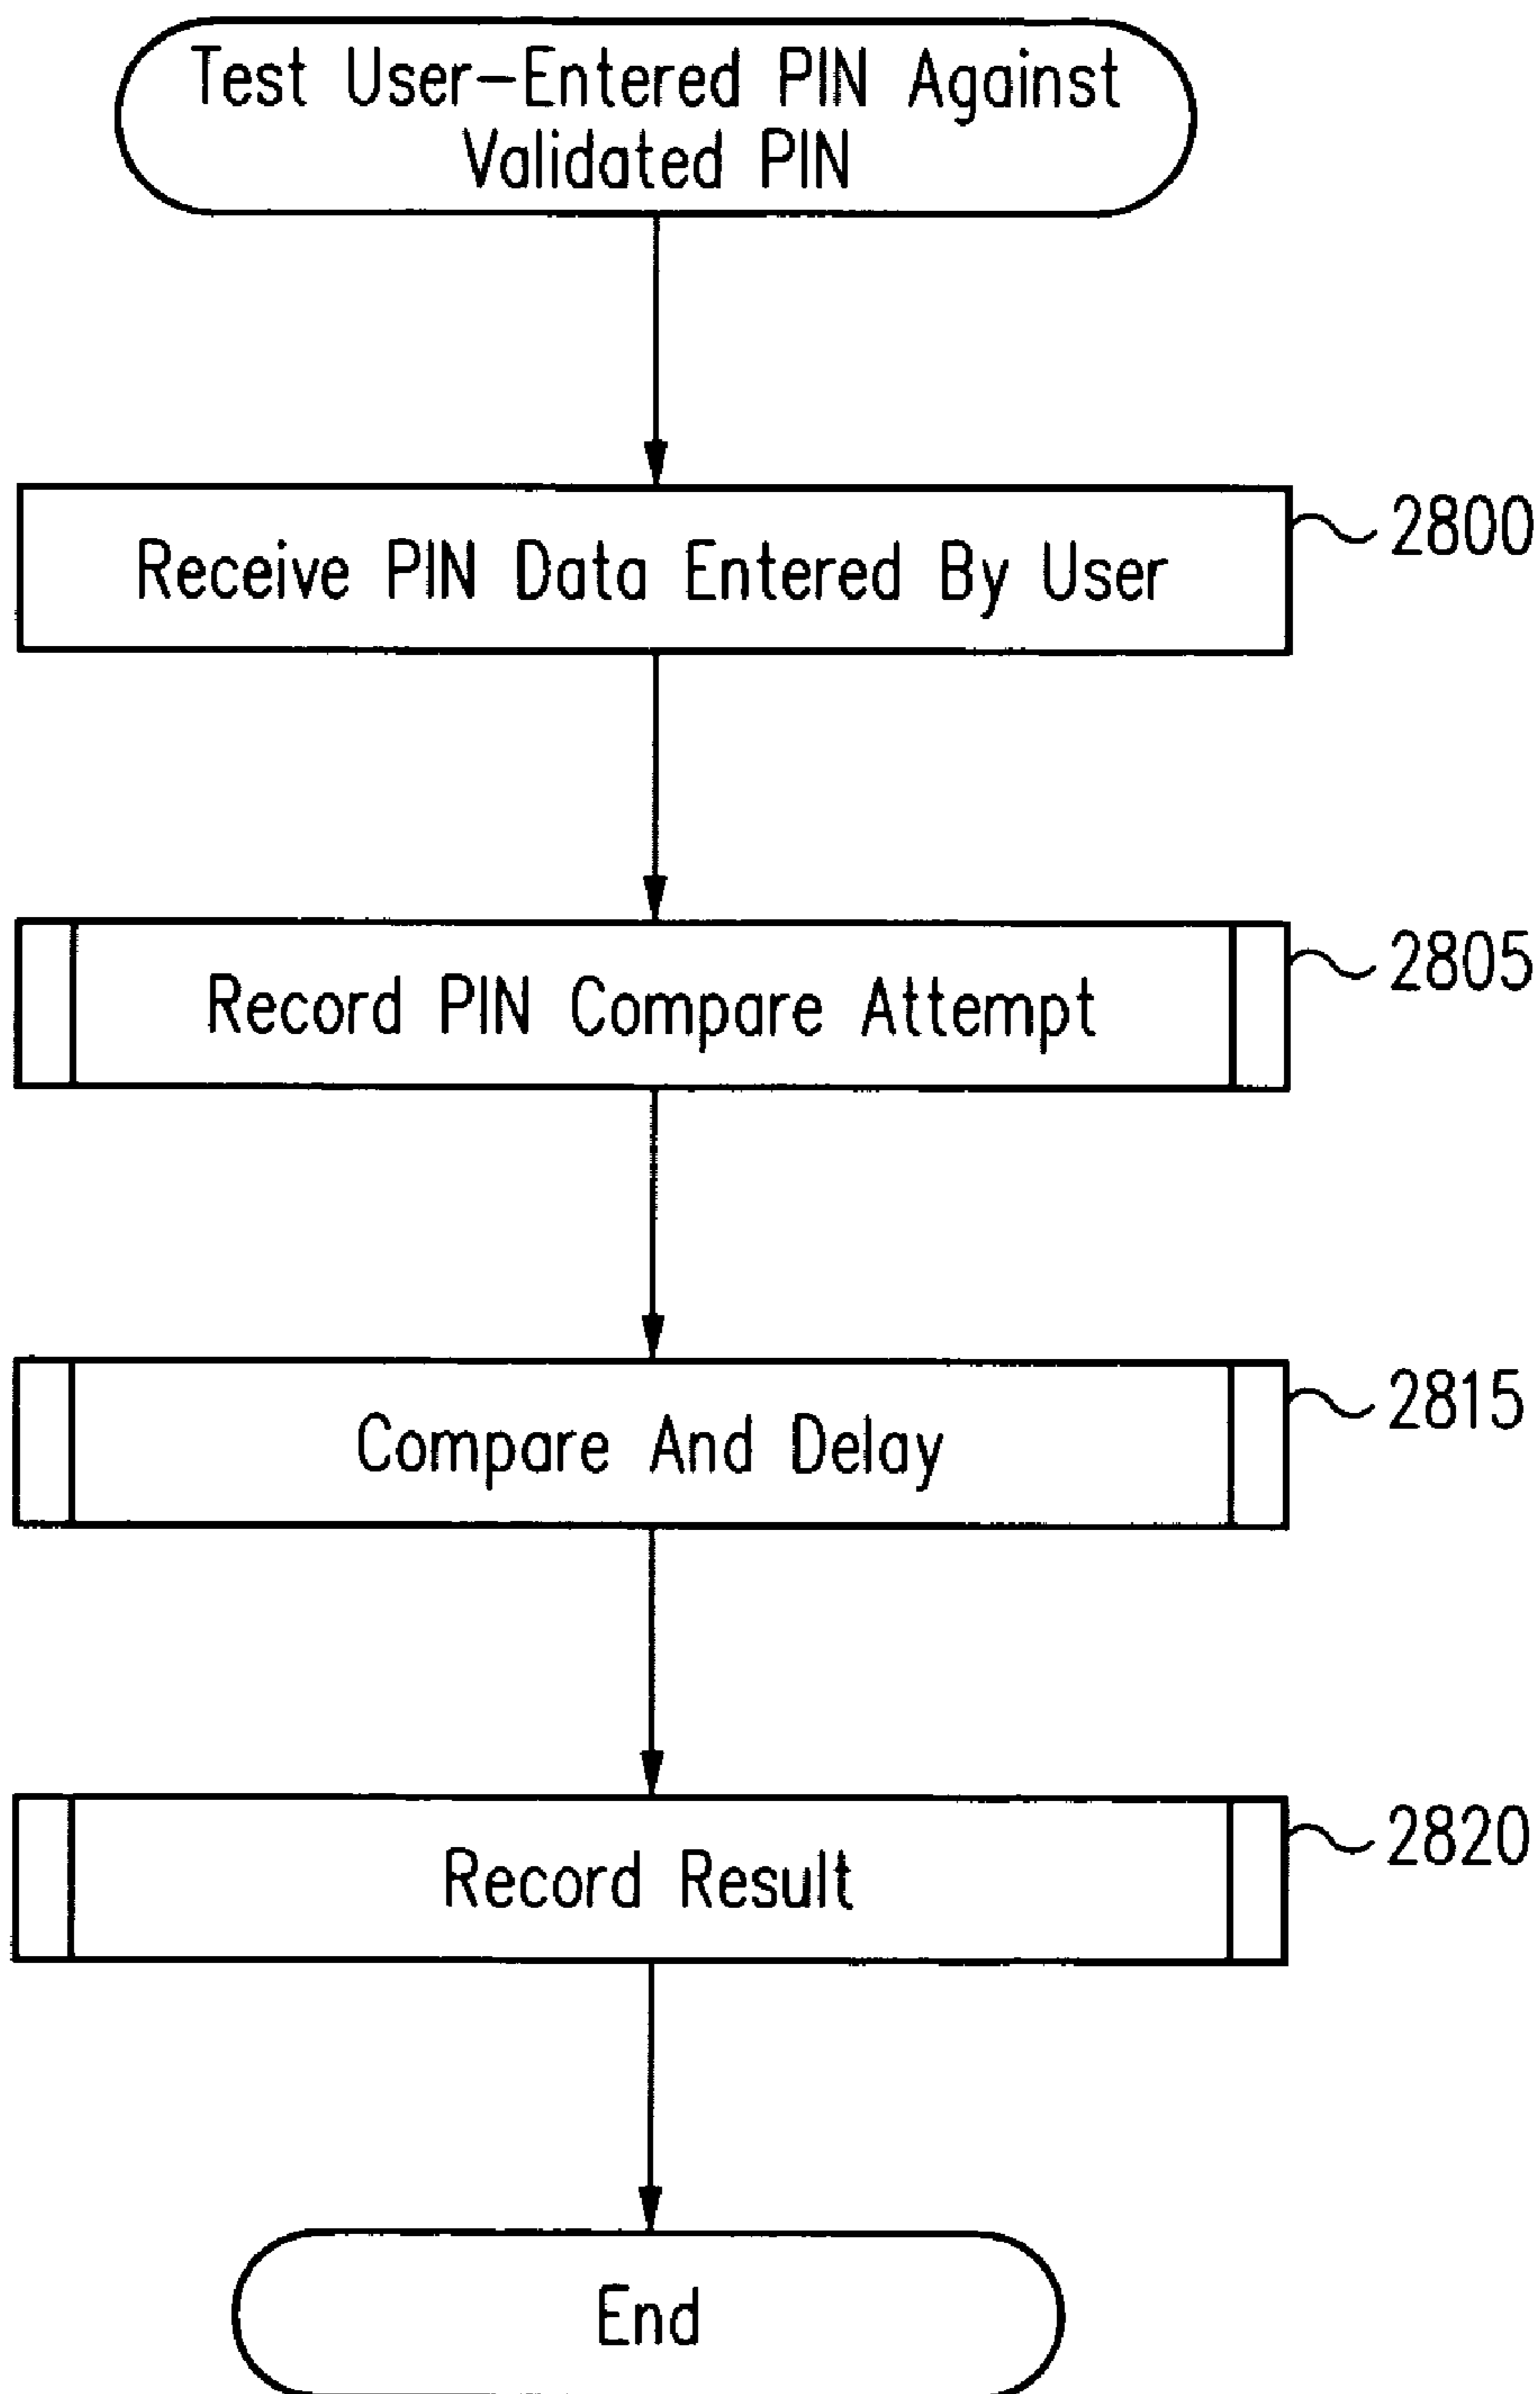 Test User-Entered PIN Against
Validated PIN
Receive PIN Data Entered By User
2800
Record PIN Compare Attempt
2805
Compare And Delay
2815
Record Result
2820
End